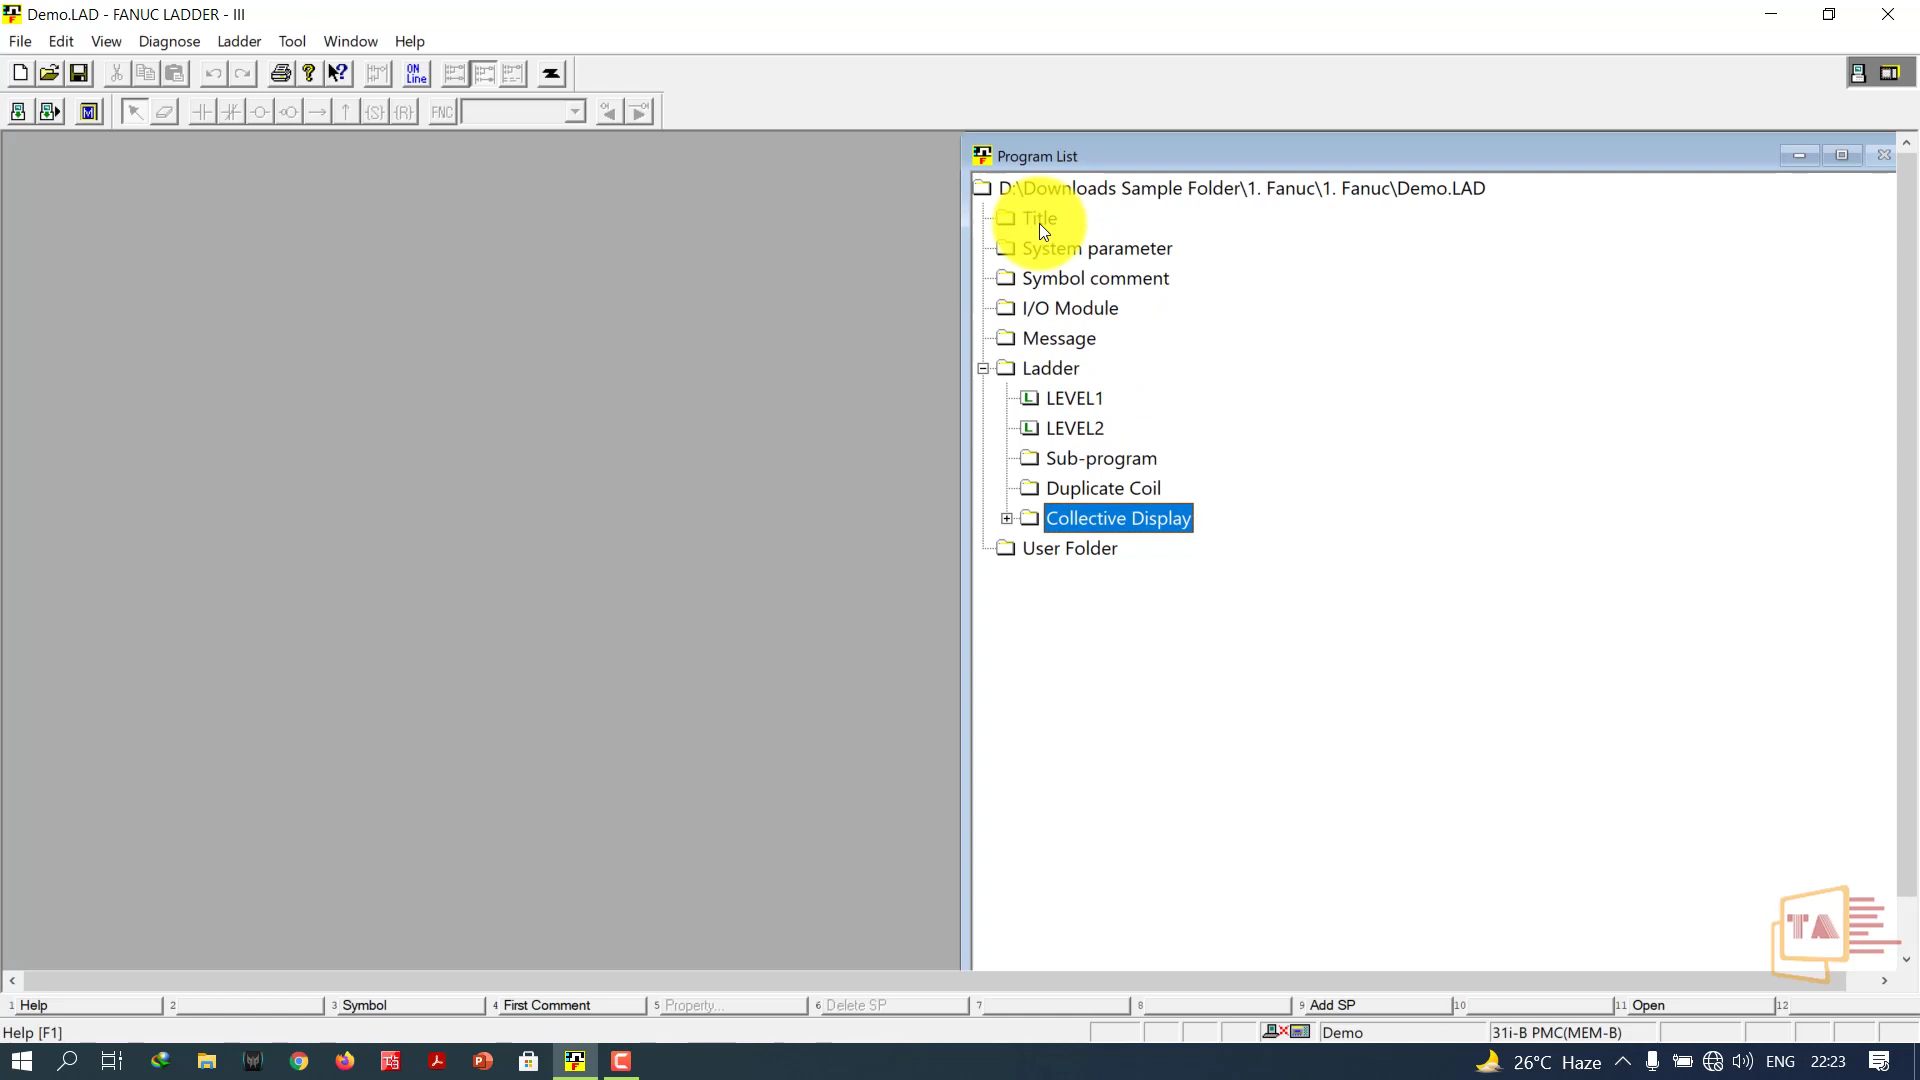 Demo.LAD - FANUC LADDER - III
File Edit View Diagnose Ladder Tool Window Help
ON Line
M
{S} {R} FNC
Program List
D:\Downloads Sample Folder\1. Fanuc\1. Fanuc\Demo.LAD
Title
System parameter
Symbol comment
I/O Module
Message
Ladder
L LEVEL1
L LEVEL2
Sub-program
Duplicate Coil
Collective Display
User Folder
TA
1 Help 2 3 Symbol 4 First Comment 5 Property... 6 Delete SP 7 8 9 Add SP 10 11 Open 12
Help [F1] Demo 31i-B PMC(MEM-B)
26°C Haze ENG 22:23